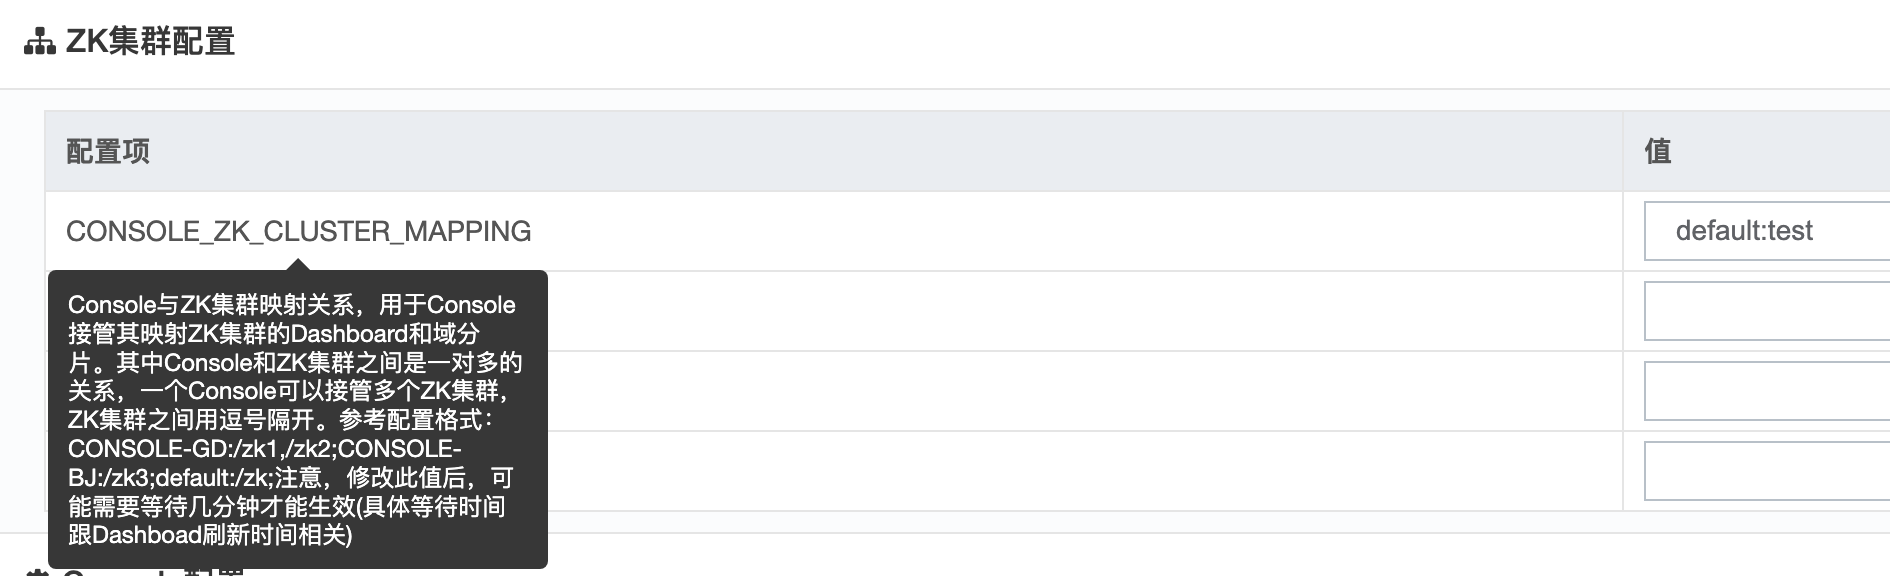 ZK集群配置
配置项
值
CONSOLE_ZK_CLUSTER_MAPPING
default:test
Console与ZK集群映射关系，用于Console
接管其映射ZK集群的Dashboard和域分
片。其中Console和ZK集群之间是一对多的
关系，一个Console可以接管多个ZK集群，
ZK集群之间用逗号隔开。参考配置格式：
CONSOLE-GD:/zk1,/zk2;CONSOLE-
BJ:/zk3;default:/zk;注意，修改此值后，可
能需要等待几分钟才能生效(具体等待时间
跟Dashboad刷新时间相关)